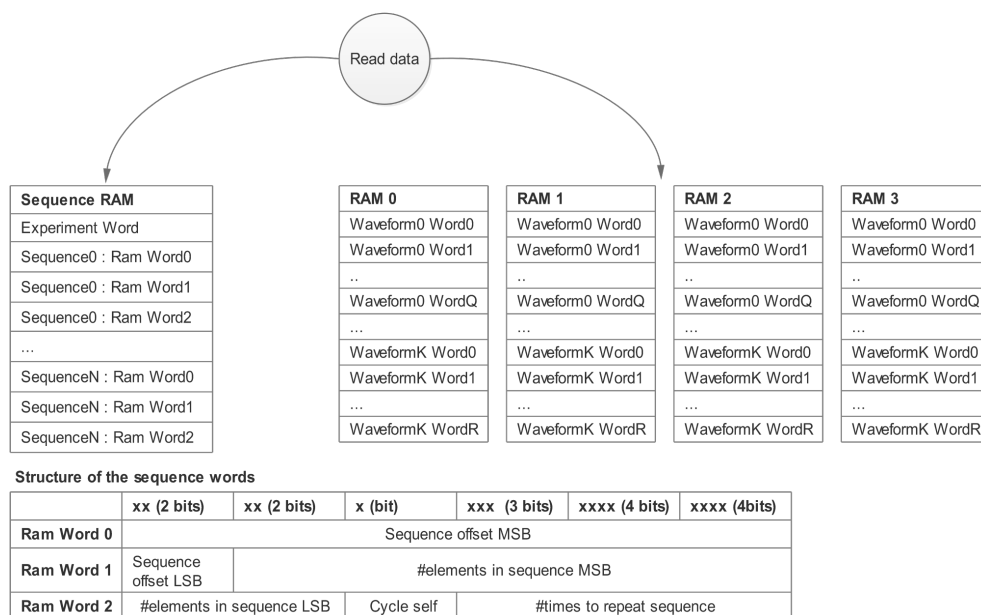 Read data
Sequence RAM
Experiment Word
Sequence0 : Ram Word0
Sequence0 : Ram Word1
Sequence0 : Ram Word2
...
SequenceN : Ram Word0
SequenceN : Ram Word1
SequenceN : Ram Word2
RAM 0
Waveform0 Word0
Waveform0 Word1
..
Waveform0 WordQ
...
WaveformK Word0
WaveformK Word1
...
WaveformK WordR
RAM 1
Waveform0 Word0
Waveform0 Word1
..
Waveform0 WordQ
...
WaveformK Word0
WaveformK Word1
...
WaveformK WordR
RAM 2
Waveform0 Word0
Waveform0 Word1
..
Waveform0 WordQ
...
WaveformK Word0
WaveformK Word1
...
WaveformK WordR
RAM 3
Waveform0 Word0
Waveform0 Word1
..
Waveform0 WordQ
...
WaveformK Word0
WaveformK Word1
...
WaveformK WordR
Structure of the sequence words
xx (2 bits) xx (2 bits) x (bit) xxx (3 bits) xxxx (4 bits) xxxx (4bits)
Ram Word 0 Sequence offset MSB
Ram Word 1 Sequence
offset LSB #elements in sequence MSB
Ram Word 2 #elements in sequence LSB Cycle self #times to repeat sequence